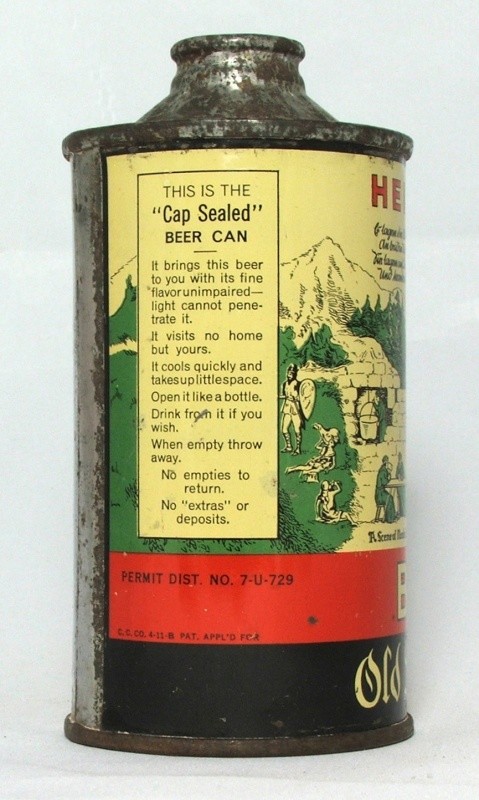 THIS IS THE
"Cap Sealed"
BEER CAN
It brings this beer
to you with its fine
flavor unimpaired—
light cannot pene-
trate it.
It visits no home
but yours.
It cools quickly and
takes up little space.
Open it like a bottle.
Drink from it if you
wish.
When empty throw
away.
No empties to
return.
No "extras" or
deposits.
PERMIT DIST. NO. 7-U-729
C.C.CO. 4-11-B PAT. APPL'D FOR
HE
A Scene of
B
Old